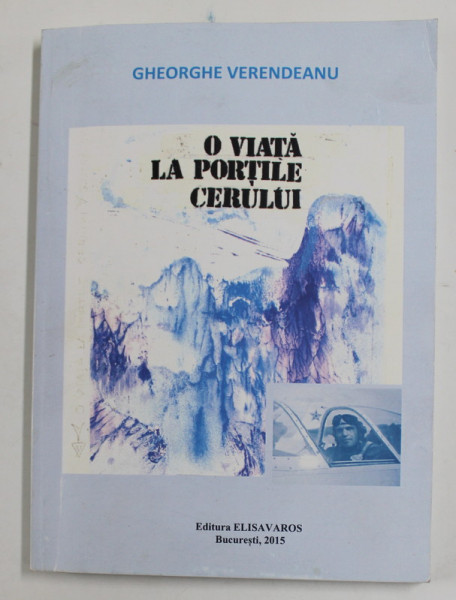 GHEORGHE VERENDEANU
O VIAȚĂ
LA PORȚILE
CERULUI
Editura ELISAVAROS
București, 2015